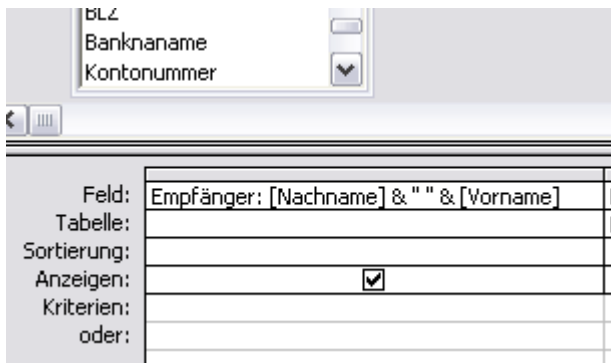 BLZ
Banknaname
Kontonummer
Feld: Empfänger: [Nachname] & " " & [Vorname]
Tabelle:
Sortierung:
Anzeigen:
Kriterien:
oder: